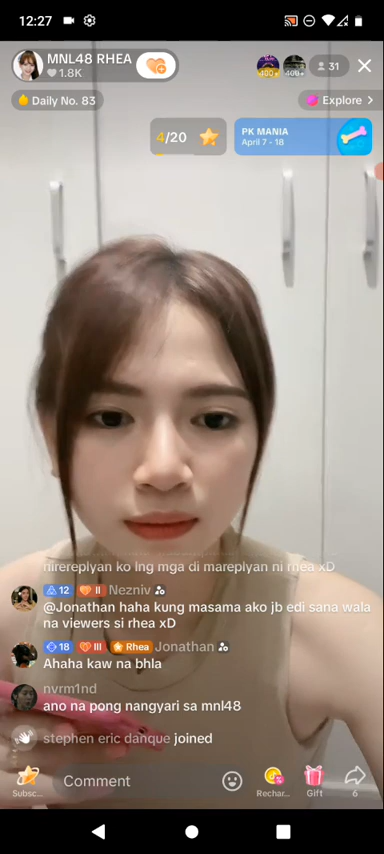 12:27
MNL48 RHEA
1.8K
400+
400+
31
Daily No. 83
Explore
4/20
PK MANIA
April 7 - 18
nirereplyan ko lng mga di mareplyan ni rhea xD
12 II Nezniv
@Jonathan haha kung masama ako jb edi sana wala
na viewers si rhea xD
18 III Rhea Jonathan
Ahaha kaw na bhla
nvrm1nd
ano na pong nangyari sa mnl48
stephen eric danque joined
Subsc...
Comment
Rechar...
Gift
6